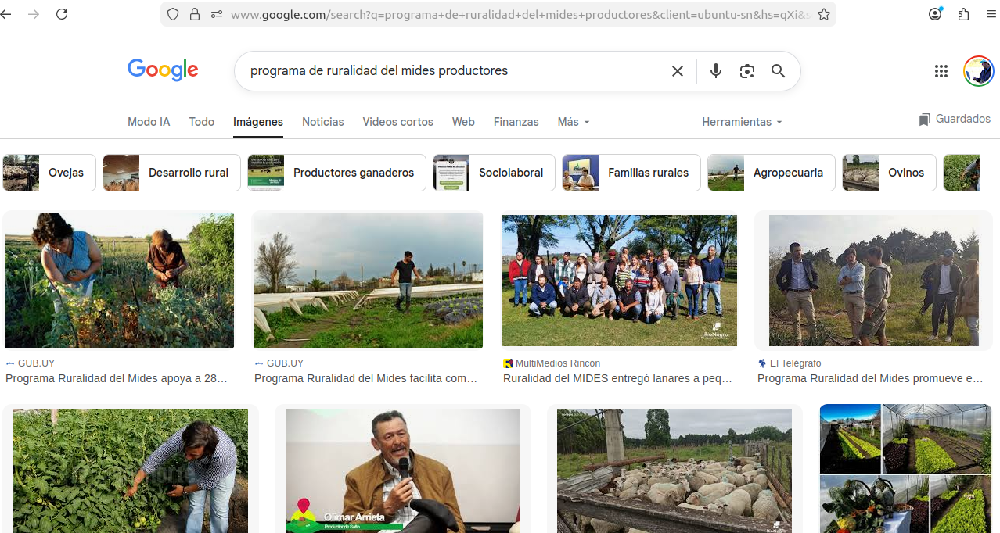 www.google.com/search?q=programa+de+ruralidad+del+mides+productores&client=ubuntu-sn&hs=qXi&s
Google
programa de ruralidad del mides productores
Modo IA Todo Imágenes Noticias Videos cortos Web Finanzas Más Herramientas Guardados
Ovejas Desarrollo rural Productores ganaderos Sociolaboral Familias rurales Agropecuaria Ovinos
RioNegro
GUB.UY GUB.UY MultiMedios Rincón El Telégrafo
Programa Ruralidad del Mides apoya a 28... Programa Ruralidad del Mides facilita com... Ruralidad del MIDES entregó lanares a peq... Programa Ruralidad del Mides promueve e...
Olimar Arrieta
Productor de Salto
RioNegro